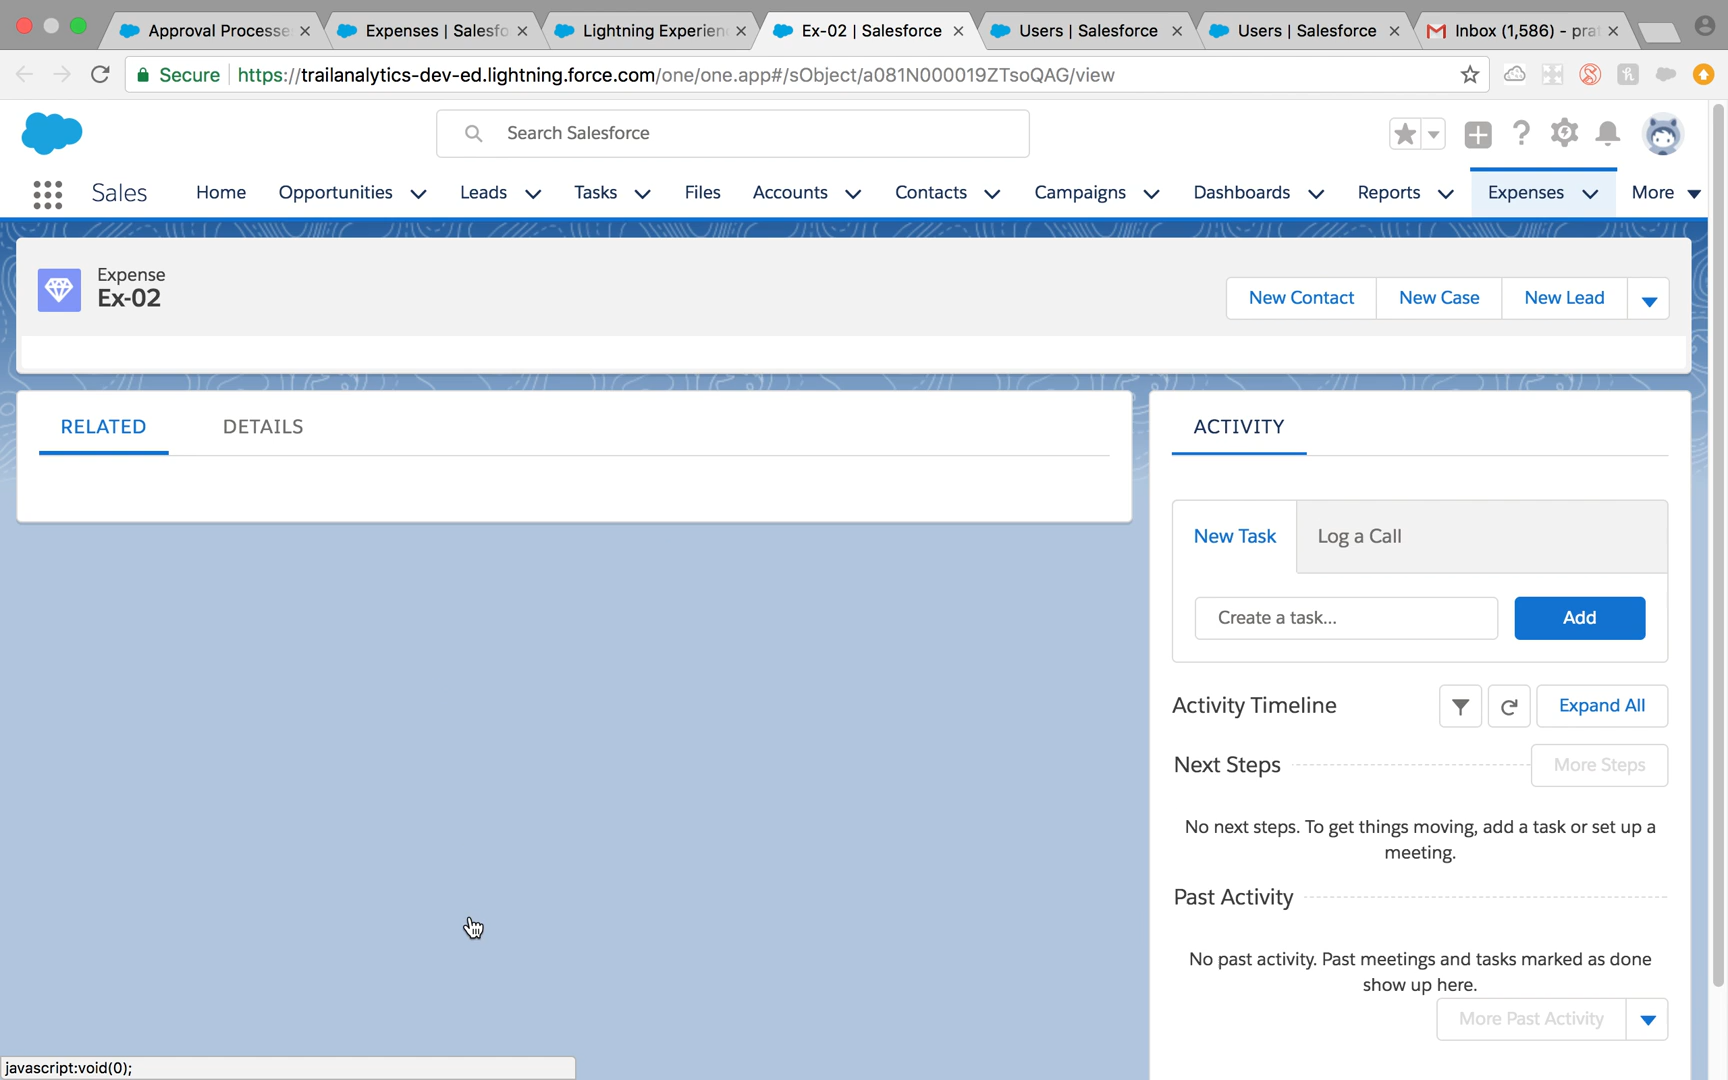 Approval Processe
Expenses | Salesfo
Lightning Experien
Ex-02 | Salesforce
Users | Salesforce
Users | Salesforce
Inbox (1,586) - pra
Secure
https://trailanalytics-dev-ed.lightning.force.com/one/one.app#/sObject/a081N000019ZTsoQAG/view
Search Salesforce
Sales
Home
Opportunities
Leads
Tasks
Files
Accounts
Contacts
Campaigns
Dashboards
Reports
Expenses
More
Expense
Ex-02
New Contact
New Case
New Lead
RELATED
DETAILS
ACTIVITY
New Task
Log a Call
Create a task...
Add
Activity Timeline
Expand All
Next Steps
More Steps
No next steps. To get things moving, add a task or set up a
meeting.
Past Activity
No past activity. Past meetings and tasks marked as done
show up here.
More Past Activity
javascript:void(0);